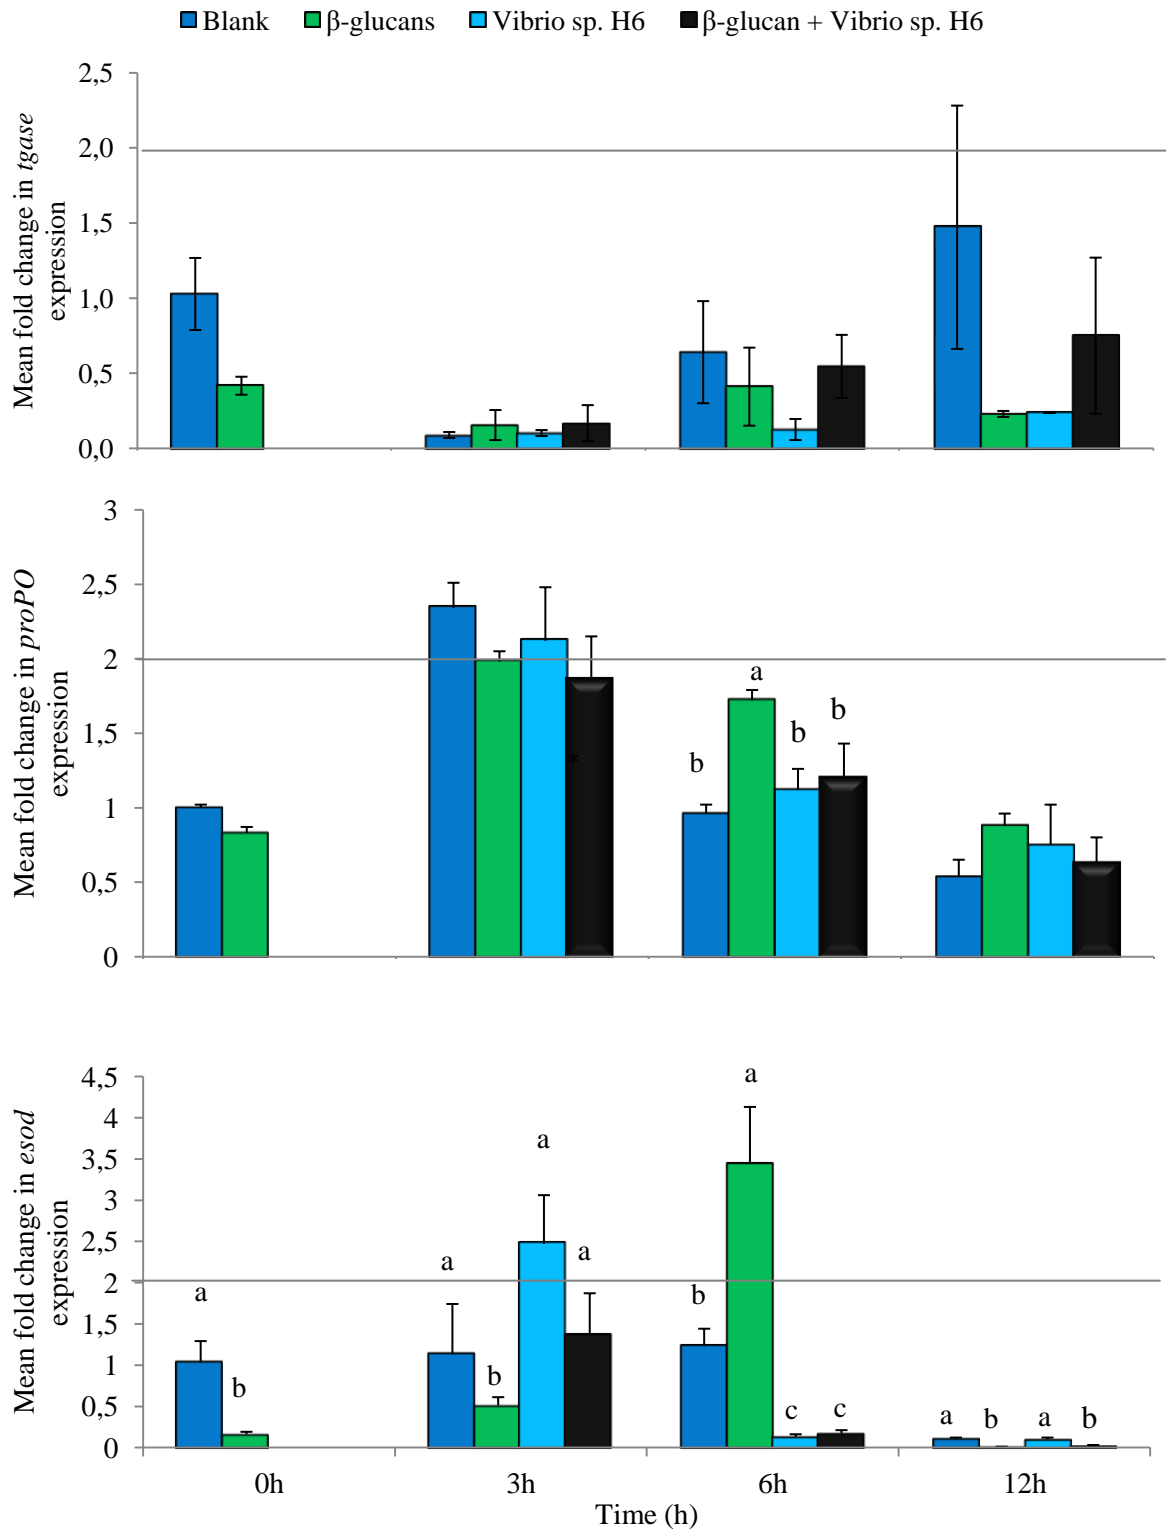 Blank β-glucans Vibrio sp. H6 β-glucan + Vibrio sp. H6
Mean fold change in tgase
expression
2,5
2,0
1,5
1,0
0,5
0,0
Mean fold change in proPO
expression
3
2,5
2
1,5
1
0,5
0
*
b
a
b
b
Mean fold change in esod
expression
4,5
4
3,5
3
2,5
2
1,5
1
0,5
0
a
b
a
b
a
a
b
a
c
c
a
b
a
b
0h 3h 6h 12h
Time (h)